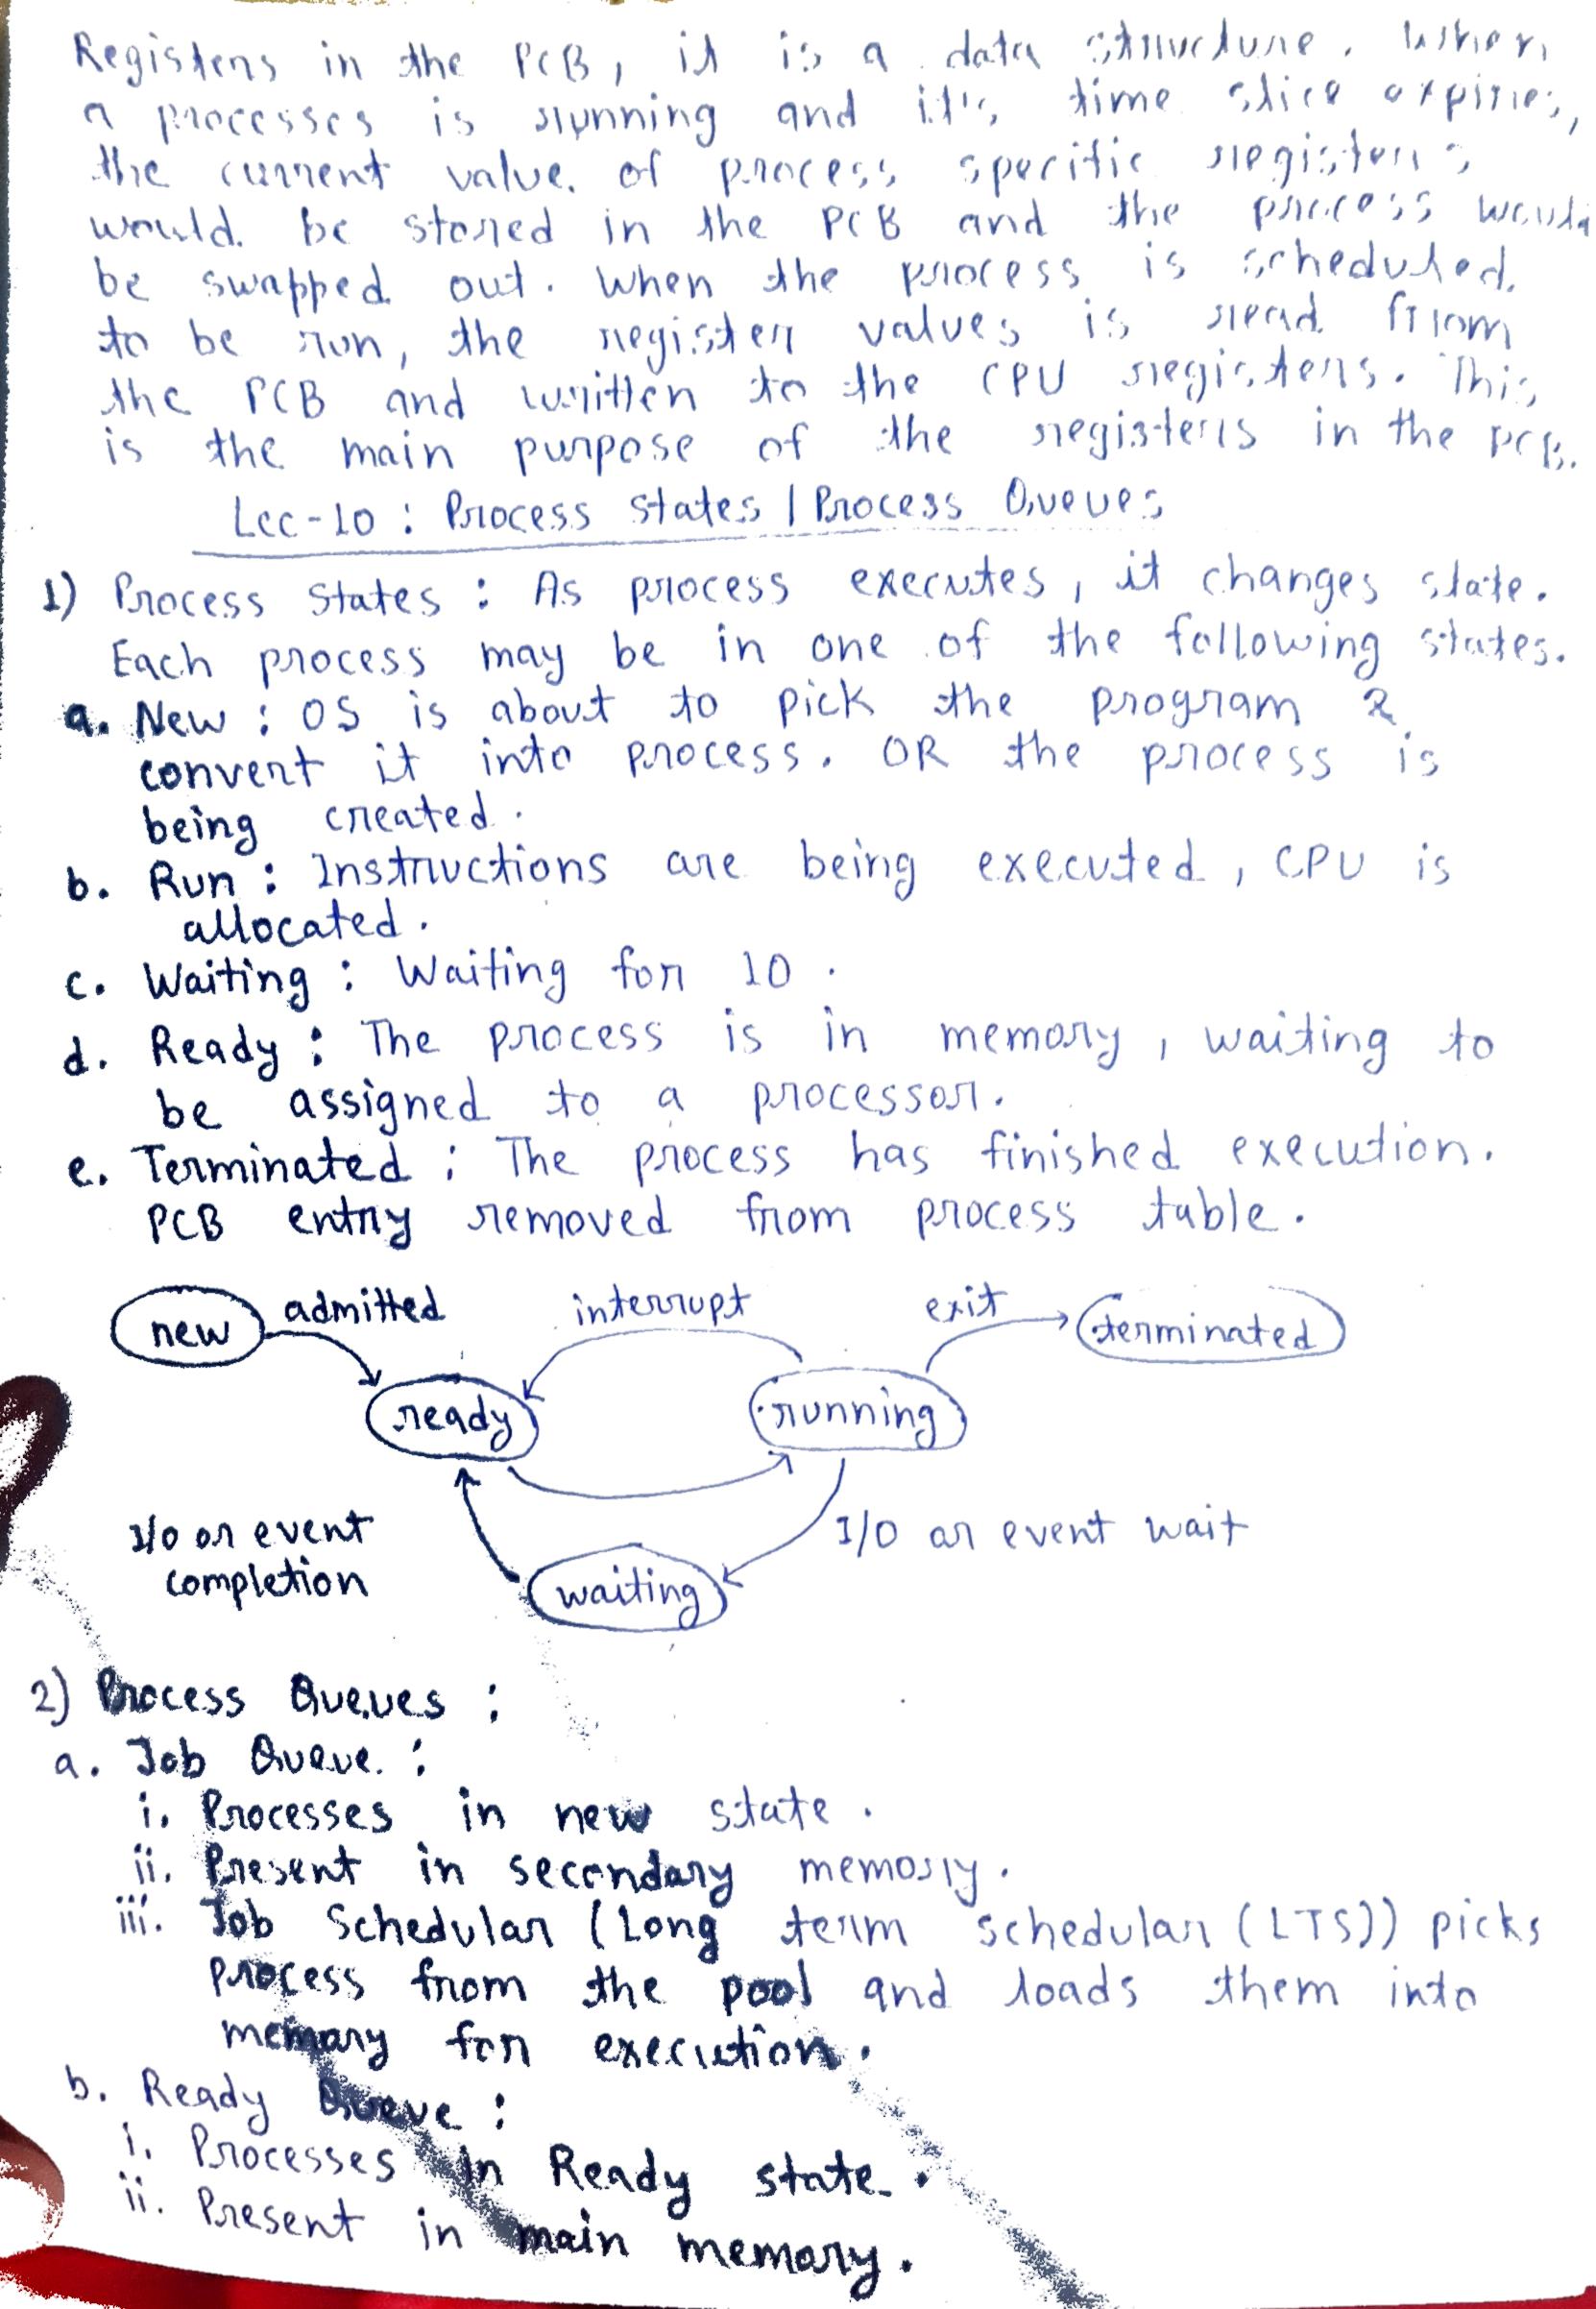 Registers in the PCB, it is a data structure. When
a processes is running and it's time slice expires,
the current value of process specific registers
would be stored in the PCB and the process would
be swapped out. When the process is scheduled
to be run, the register values is read from
the PCB and written to the CPU registers. This
is the main purpose of the registers in the PCB.
Lec-10 : Process States | Process Queues
1) Process States : As process executes, it changes state.
Each process may be in one of the following states.
a. New : OS is about to pick the program &
convert it into process. OR the process is
being created.
b. Run : Instructions are being executed, CPU is
allocated.
c. Waiting : Waiting for IO.
d. Ready : The process is in memory, waiting to
be assigned to a processor.
e. Terminated : The process has finished execution.
PCB entry removed from process table.
new admitted interrupt exit terminated
ready running
I/O or event I/O or event wait
completion waiting
2) Process Queues :
a. Job Queue :
i. Processes in new state.
ii. Present in secondary memory.
iii. Job Schedular (Long term schedular (LTS)) picks
process from the pool and loads them into
memory for execution.
b. Ready Queue :
i. Processes in Ready state.
ii. Present in main memory.